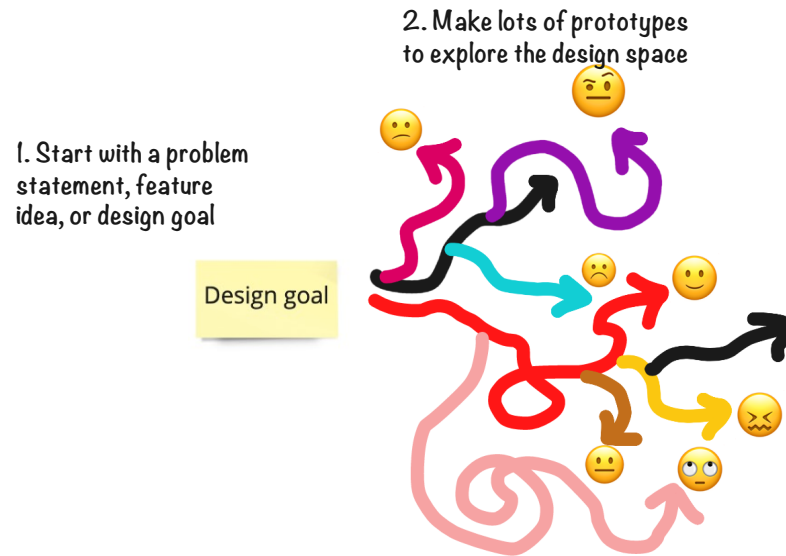 2. Make lots of prototypes
to explore the design space
1. Start with a problem
statement, feature
idea, or design goal
Design goal